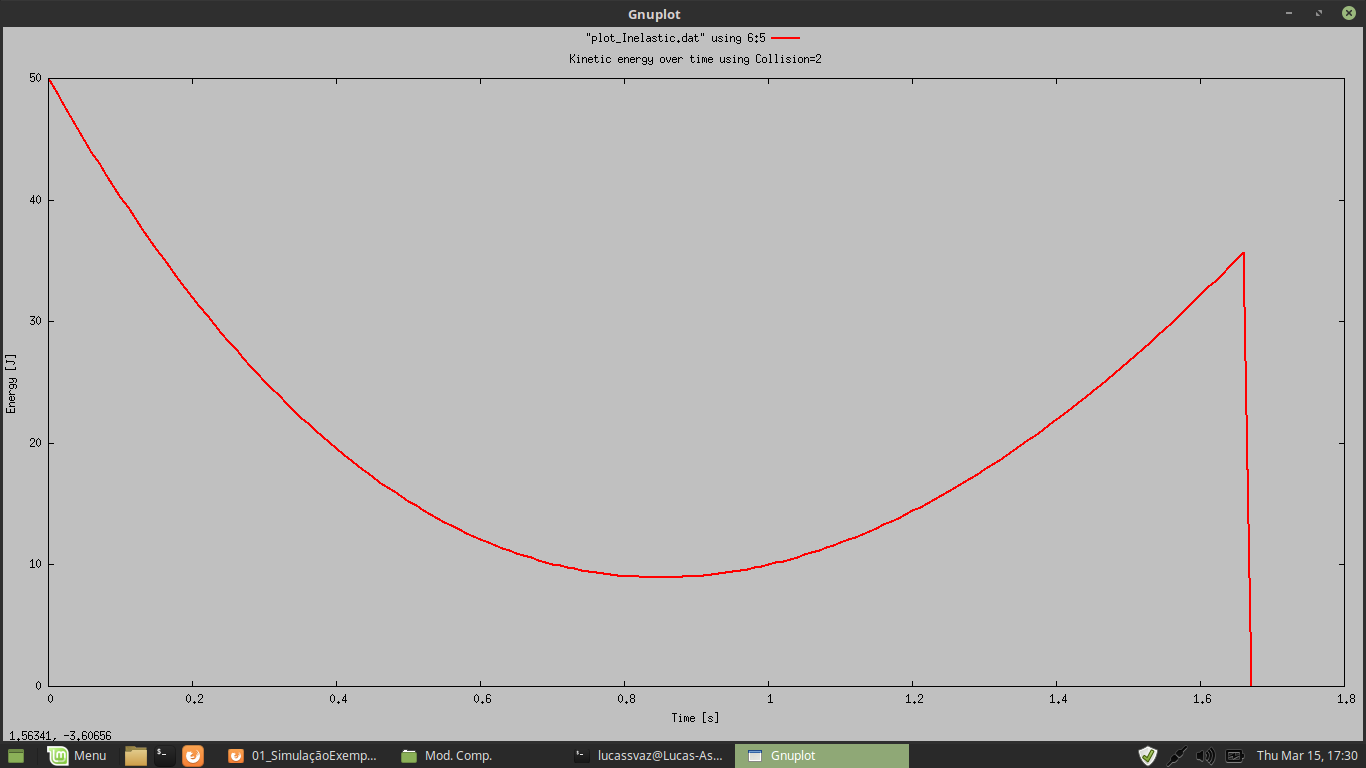 Gnuplot
"plot_Inelastic.dat" using 6:5
Kinetic energy over time using Collision=2
50
40
30
20
10
0
Energy [J]
0 0.2 0.4 0.6 0.8 1 1.2 1.4 1.6 1.8
Time [s]
1.56341, -3.60656
Menu 01_SimulaçãoExemp... Mod. Comp. lucassvaz@Lucas-As... Gnuplot Thu Mar 15, 17:30